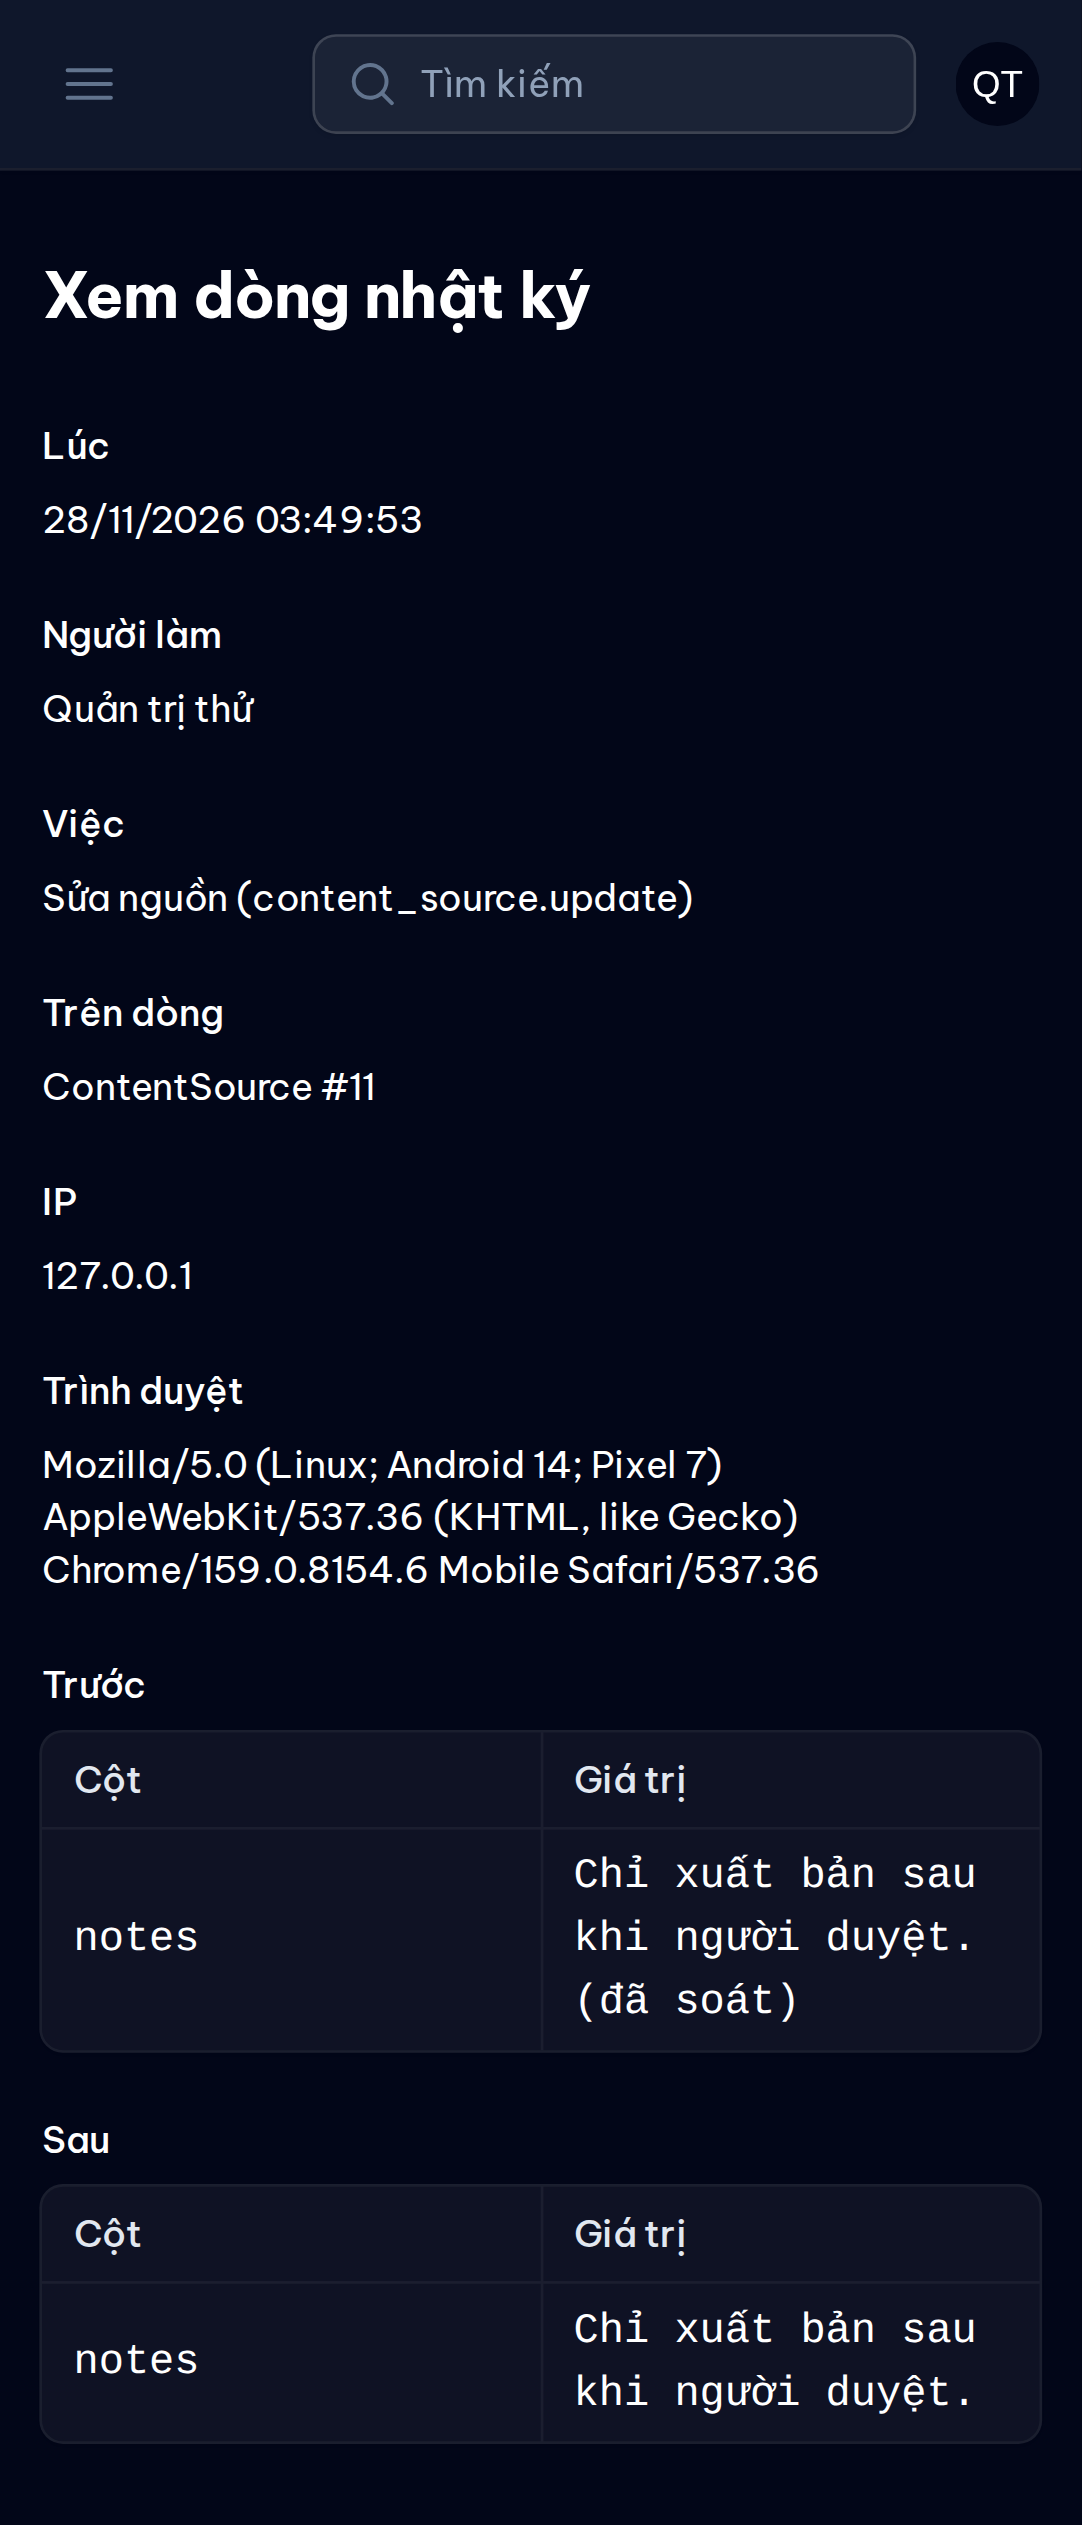 Tìm kiếm
QT
Xem dòng nhật ký
Lúc
28/11/2026 03:49:53
Người làm
Quản trị thử
Việc
Sửa nguồn (content_source.update)
Trên dòng
ContentSource #11
IP
127.0.0.1
Trình duyệt
Mozilla/5.0 (Linux; Android 14; Pixel 7)
AppleWebKit/537.36 (KHTML, like Gecko)
Chrome/159.0.8154.6 Mobile Safari/537.36
Trước
Cột Giá trị
notes Chỉ xuất bản sau
khi người duyệt.
(đã soát)
Sau
Cột Giá trị
notes Chỉ xuất bản sau
khi người duyệt.